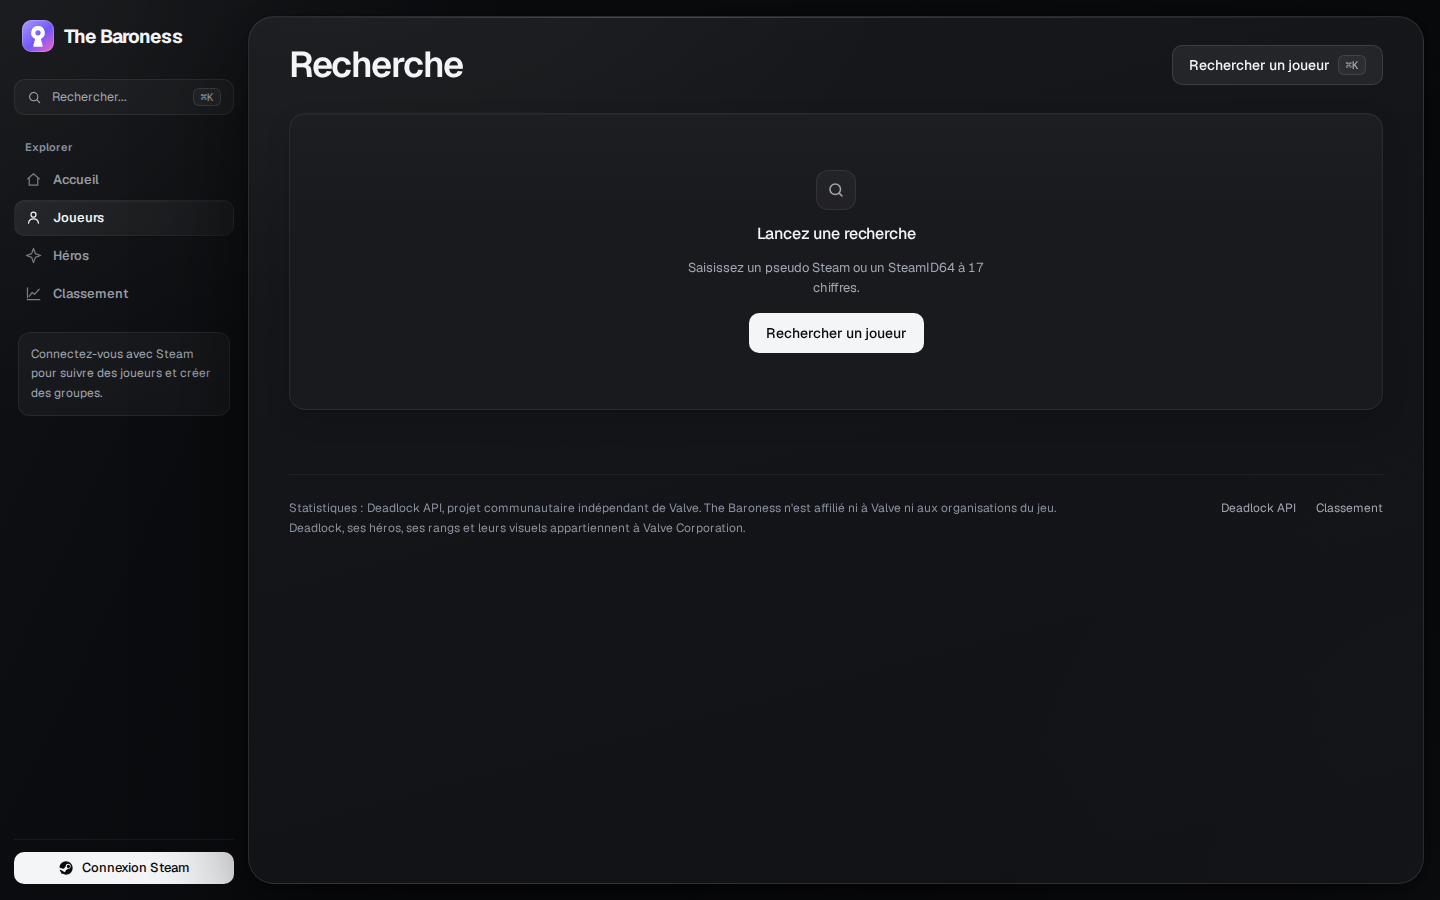 The Baroness
Rechercher...
⌘K
Explorer
Accueil
Joueurs
Héros
Classement
Connectez-vous avec Steam
pour suivre des joueurs et créer
des groupes.
Connexion Steam
Recherche
Rechercher un joueur
⌘K
Lancez une recherche
Saisissez un pseudo Steam ou un SteamID64 à 17
chiffres.
Rechercher un joueur
Statistiques : Deadlock API, projet communautaire indépendant de Valve. The Baroness n'est affilié ni à Valve ni aux organisations du jeu.
Deadlock, ses héros, ses rangs et leurs visuels appartiennent à Valve Corporation.
Deadlock API
Classement